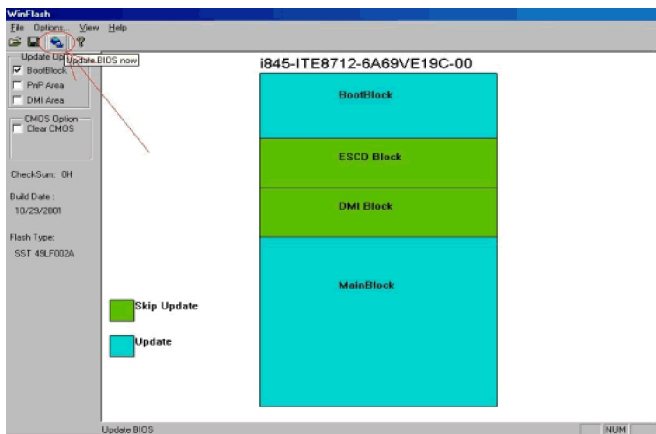 WinFlash
File Options... View Help
Update BIOS now
Update Op
BootBlock
PnP Area
DMI Area
CMOS Option
Clear CMOS
CheckSum: 0H
Build Date :
10/29/2001
Flash Type:
SST 49LF002A
i845-ITE8712-6A69VE19C-00
BootBlock
ESCD Block
DMI Block
MainBlock
Skip Update
Update
Update BIOS
NUM